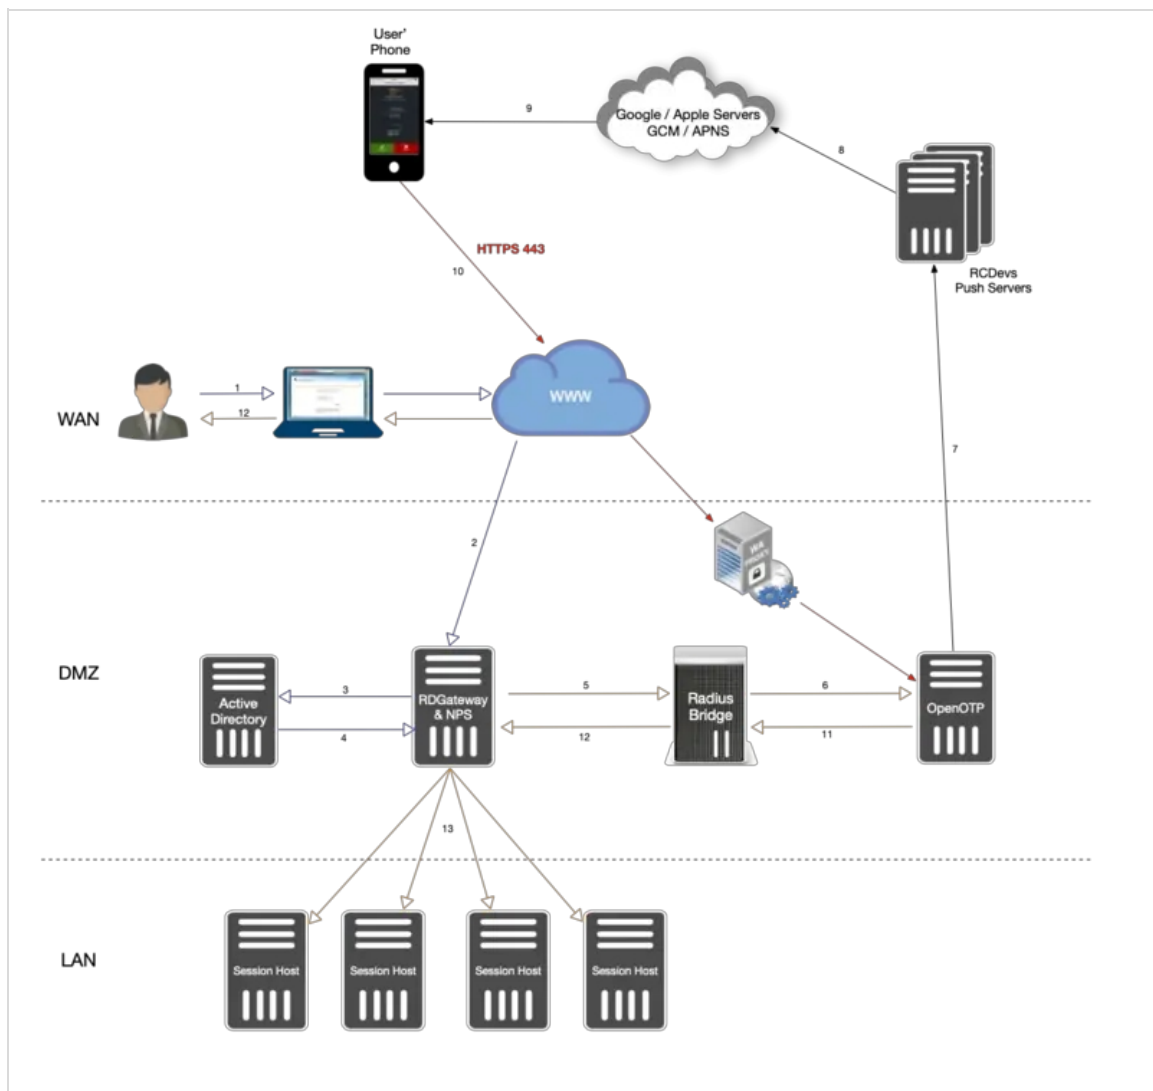 User'
Phone
9
Google / Apple Servers
GCM / APNS
8
HTTPS 443
10
RCDevs
Push Servers
WAN
1
12
WWW
7
2
WA
PROXY
DMZ
Active
Directory
3
4
RDGateway
& NPS
5
12
Radius
Bridge
6
11
OpenOTP
13
LAN
Session Host
Session Host
Session Host
Session Host